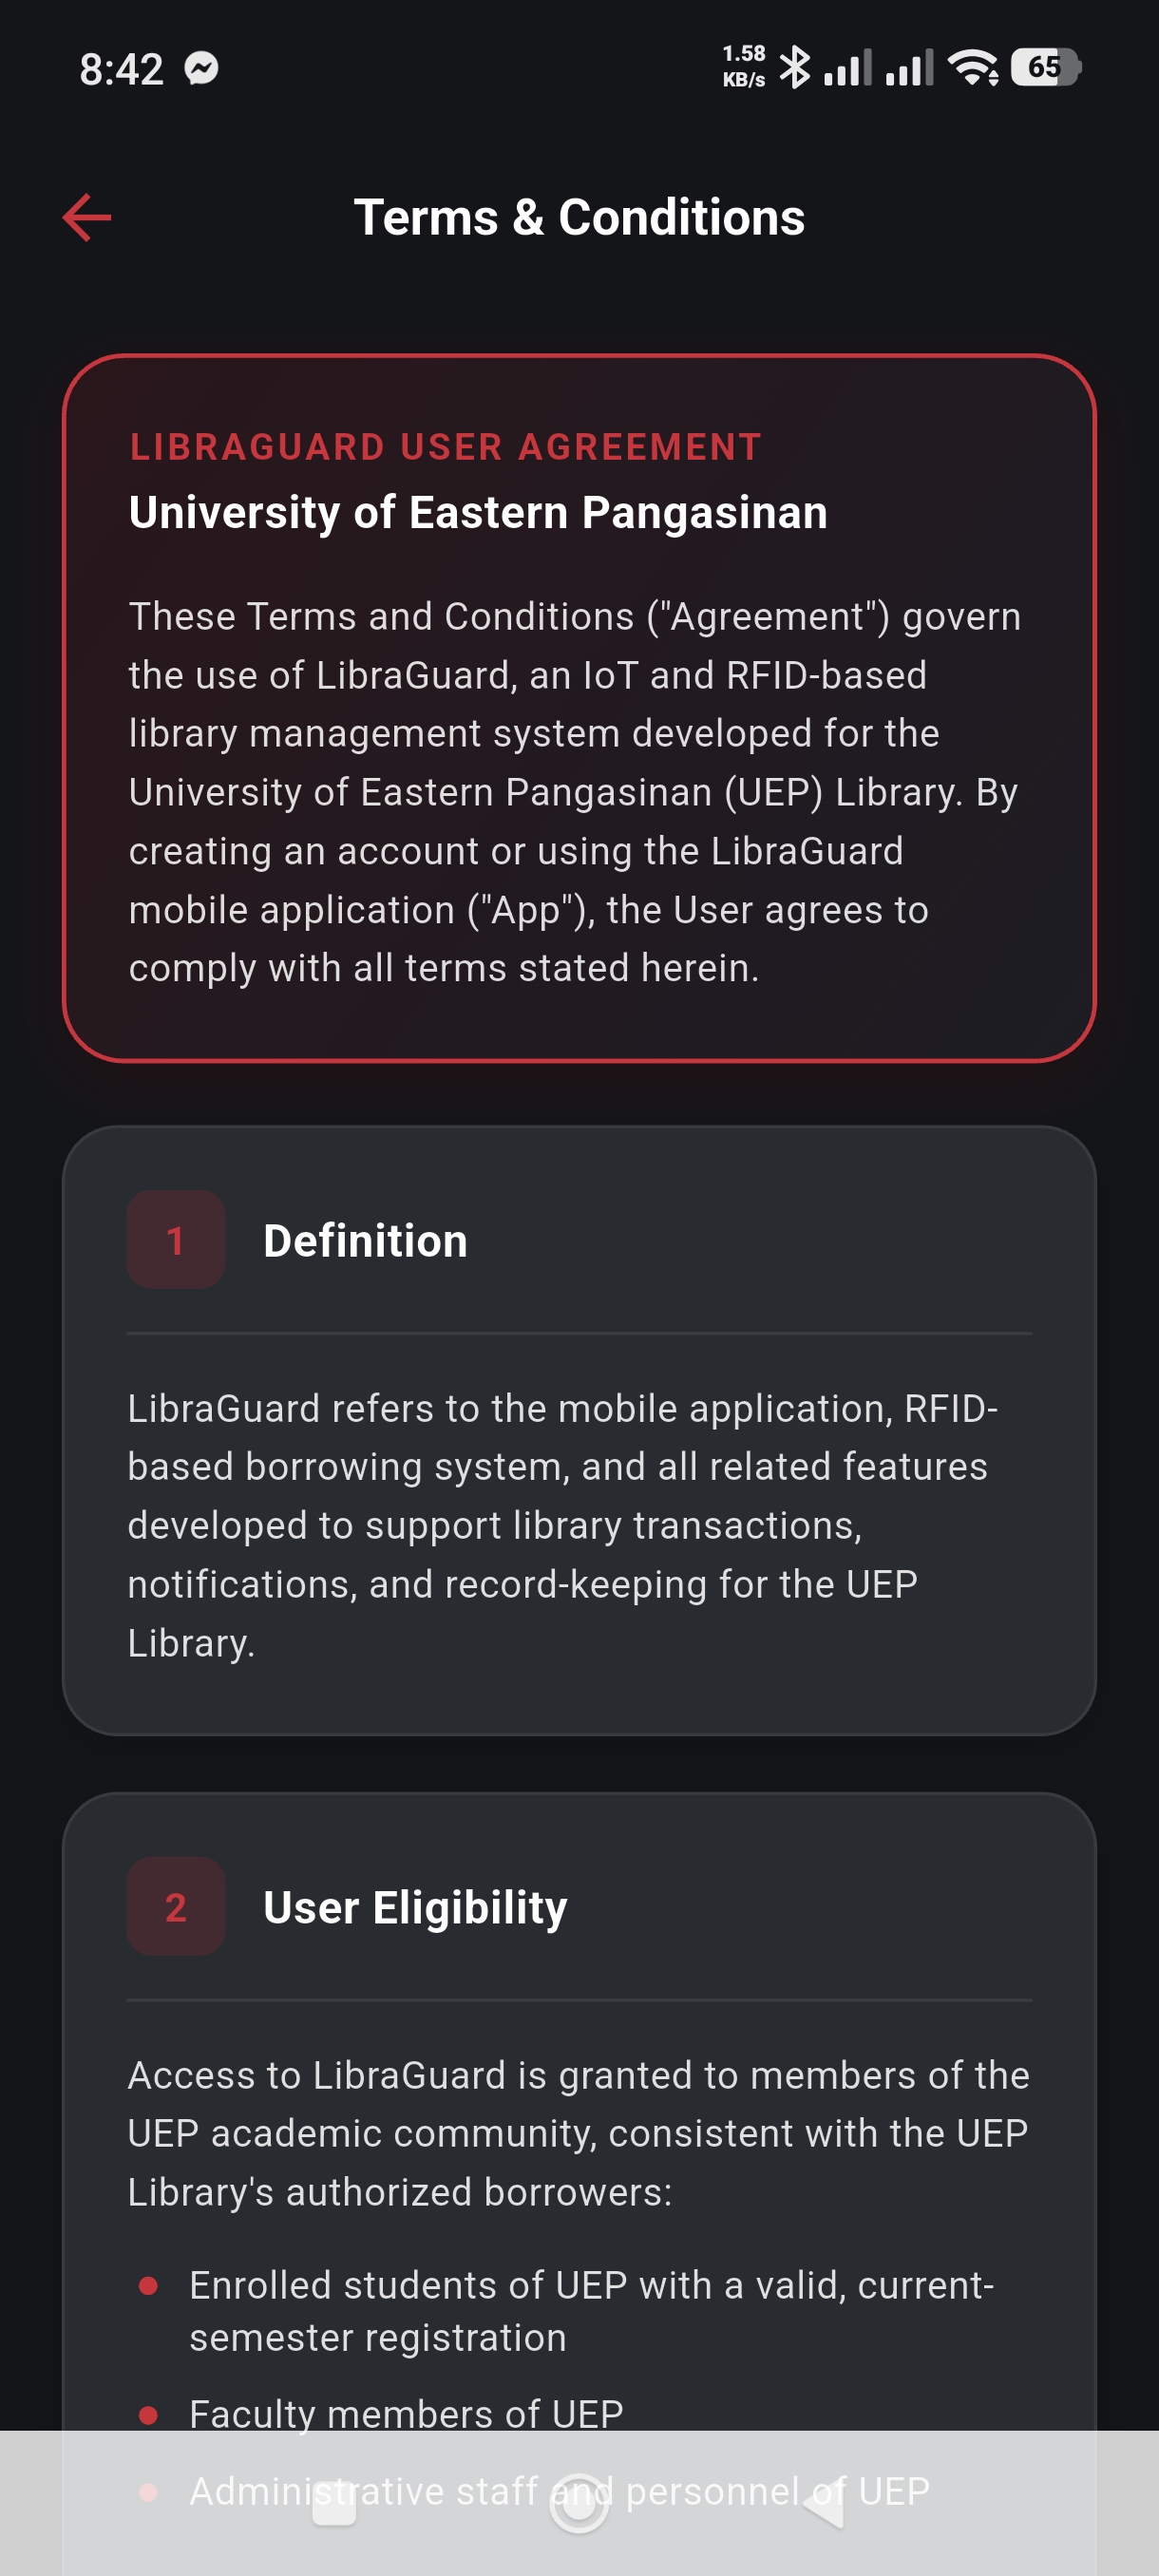 8:42
1.58
KB/s
65
Terms & Conditions
LIBRAGUARD USER AGREEMENT
University of Eastern Pangasinan
These Terms and Conditions ("Agreement") govern
the use of LibraGuard, an IoT and RFID-based
library management system developed for the
University of Eastern Pangasinan (UEP) Library. By
creating an account or using the LibraGuard
mobile application ("App"), the User agrees to
comply with all terms stated herein.
1
Definition
LibraGuard refers to the mobile application, RFID-
based borrowing system, and all related features
developed to support library transactions,
notifications, and record-keeping for the UEP
Library.
2
User Eligibility
Access to LibraGuard is granted to members of the
UEP academic community, consistent with the UEP
Library's authorized borrowers:
Enrolled students of UEP with a valid, current-
semester registration
Faculty members of UEP
Administrative staff and personnel of UEP